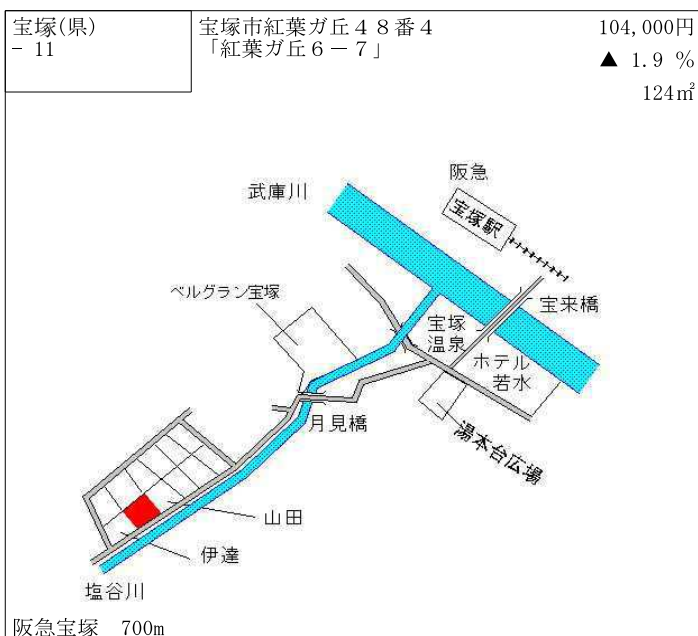 宝塚(県)
- 11
宝塚市紅葉ガ丘４８番４
「紅葉ガ丘６－７」
104,000円
▲ 1.9 %
124㎡
阪急
武庫川
宝塚駅
ベルグラン宝塚
宝来橋
宝塚
温泉
ホテル
若水
月見橋
湯本台広場
山田
伊達
塩谷川
阪急宝塚 700m